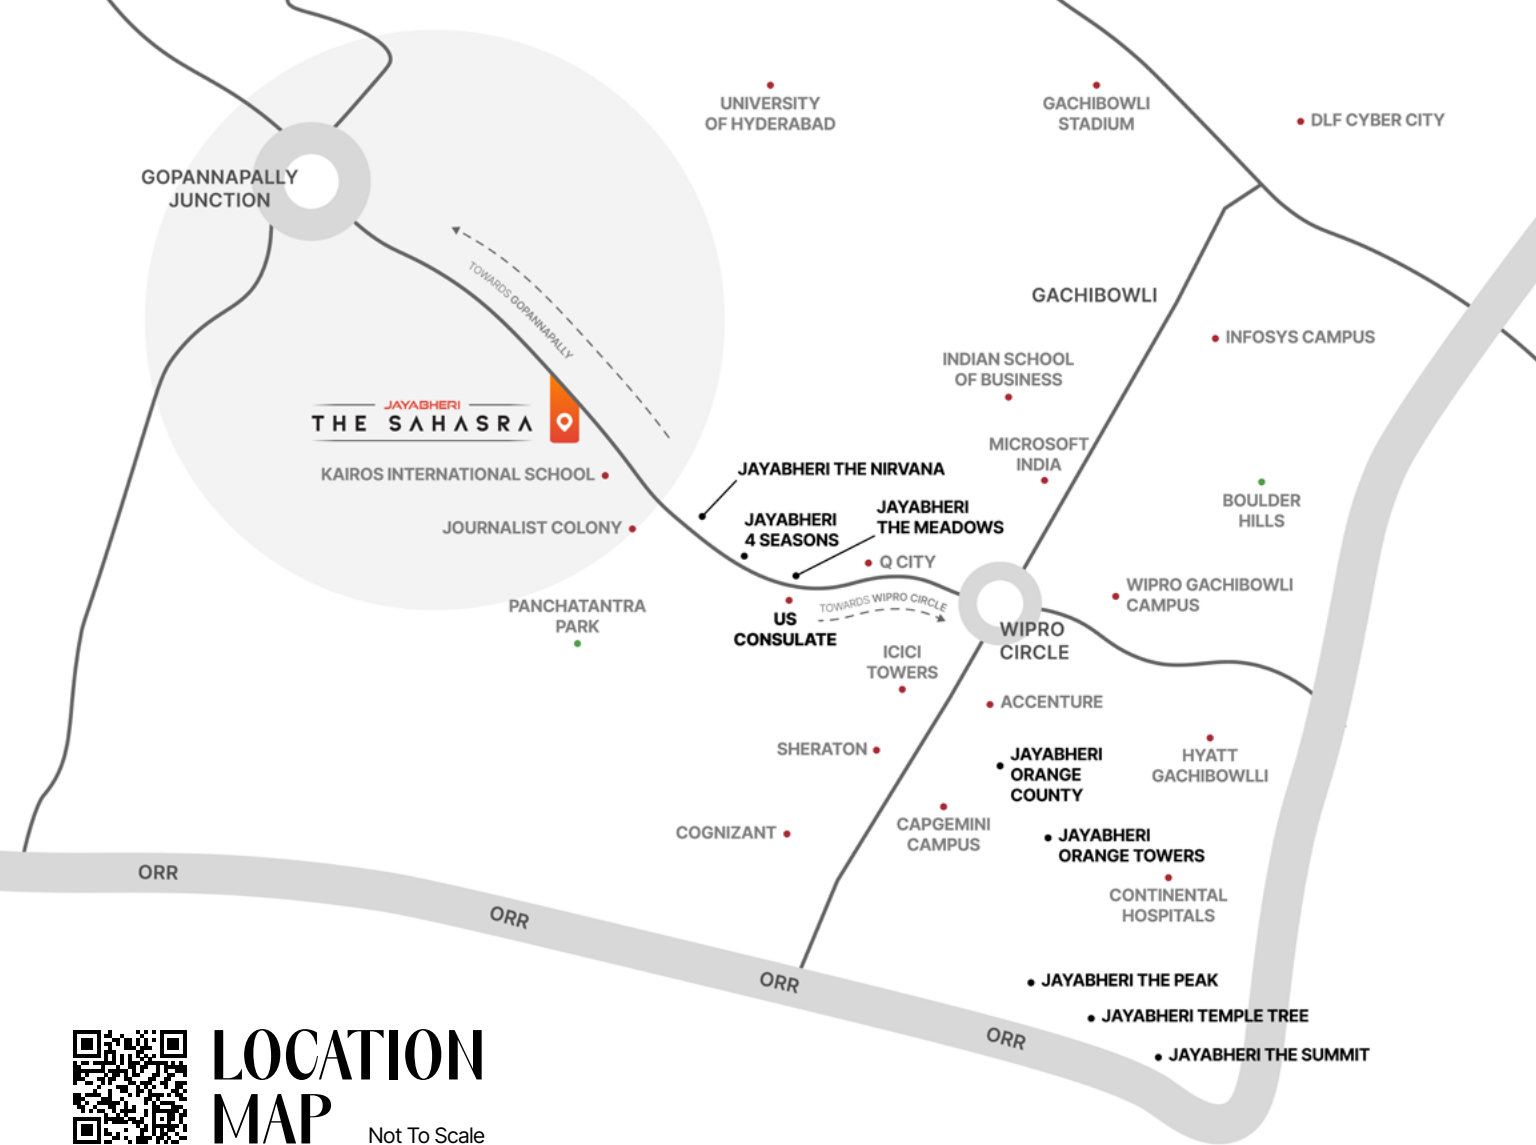 UNIVERSITY
OF HYDERABAD
GACHIBOWLI
STADIUM
DLF CYBER CITY
GOPANNAPALLY
JUNCTION
TOWARDS GOPANNAPALLY
GACHIBOWLI
INFOSYS CAMPUS
INDIAN SCHOOL
OF BUSINESS
JAYABHERI
THE SAHASRA
KAIROS INTERNATIONAL SCHOOL
JOURNALIST COLONY
JAYABHERI THE NIRVANA
JAYABHERI
4 SEASONS
JAYABHERI
THE MEADOWS
MICROSOFT
INDIA
BOULDER
HILLS
Q CITY
WIPRO GACHIBOWLI
CAMPUS
PANCHATANTRA
PARK
US
CONSULATE
TOWARDS WIPRO CIRCLE
WIPRO
CIRCLE
ICICI
TOWERS
ACCENTURE
SHERATON
JAYABHERI
ORANGE
COUNTY
HYATT
GACHIBOWLLI
COGNIZANT
CAPGEMINI
CAMPUS
JAYABHERI
ORANGE TOWERS
CONTINENTAL
HOSPITALS
ORR
ORR
ORR
ORR
JAYABHERI THE PEAK
JAYABHERI TEMPLE TREE
JAYABHERI THE SUMMIT
LOCATION
MAP
Not To Scale